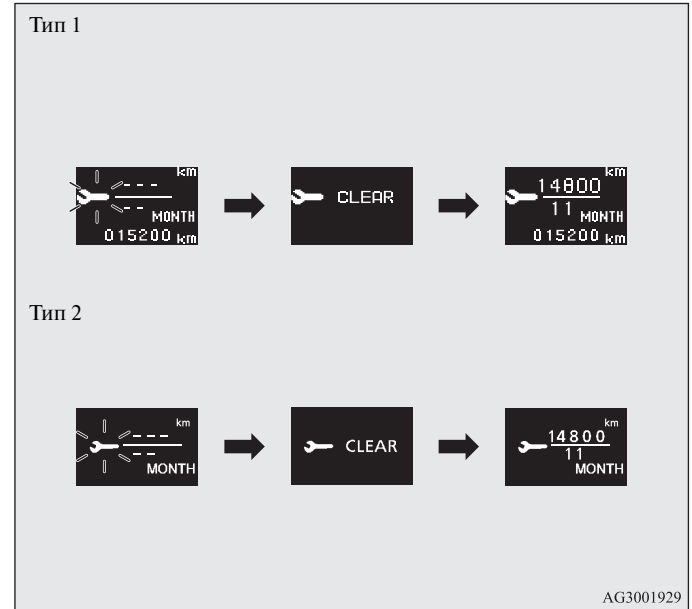 Тип 1
km
--- 
-- MONTH
015200 km
CLEAR
km
14800
11 MONTH
015200 km
Тип 2
km
---
--
MONTH
CLEAR
km
14800
11
MONTH
AG3001929